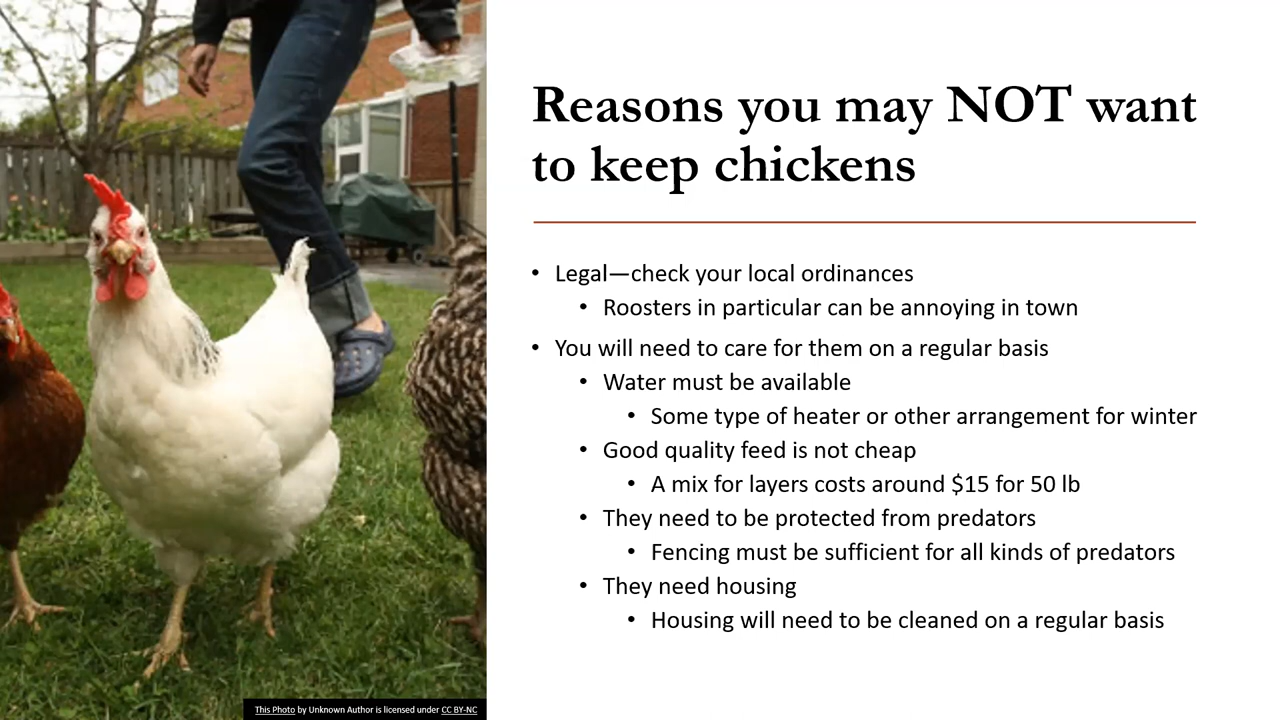 Reasons you may NOT want
to keep chickens
• Legal—check your local ordinances
• Roosters in particular can be annoying in town
• You will need to care for them on a regular basis
• Water must be available
• Some type of heater or other arrangement for winter
• Good quality feed is not cheap
• A mix for layers costs around $15 for 50 lb
• They need to be protected from predators
• Fencing must be sufficient for all kinds of predators
• They need housing
• Housing will need to be cleaned on a regular basis
This Photo by Unknown Author is licensed under CC BY-NC